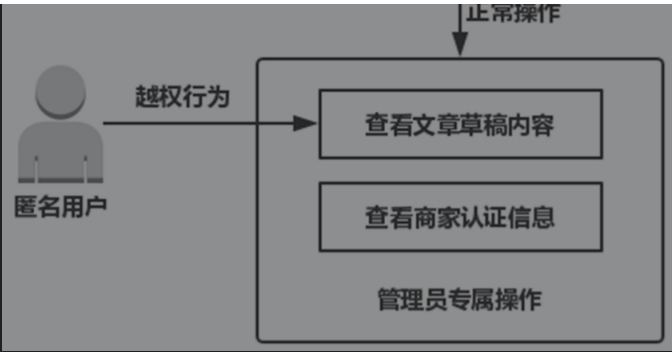 正常操作
越权行为
查看文章草稿内容
匿名用户
查看商家认证信息
管理员专属操作